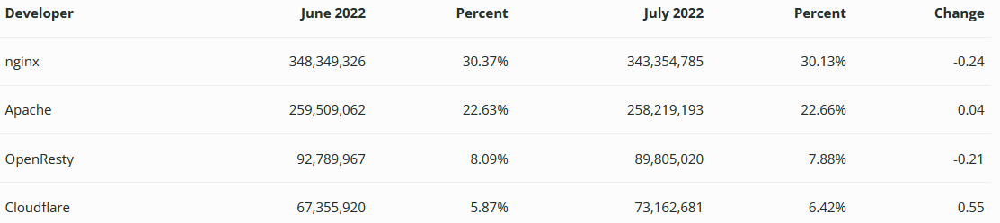 Developer June 2022 Percent July 2022 Percent Change
nginx 348,349,326 30.37% 343,354,785 30.13% -0.24
Apache 259,509,062 22.63% 258,219,193 22.66% 0.04
OpenResty 92,789,967 8.09% 89,805,020 7.88% -0.21
Cloudflare 67,355,920 5.87% 73,162,681 6.42% 0.55